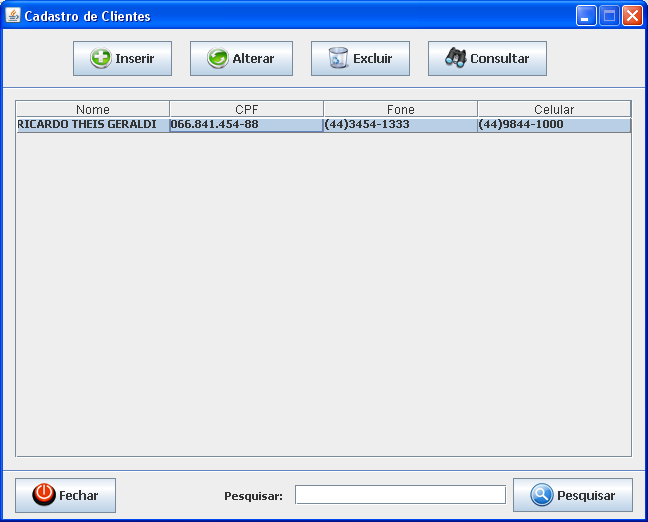 Cadastro de Clientes
Inserir Alterar Excluir Consultar
Nome CPF Fone Celular
RICARDO THEIS GERALDI 066.841.454-88 (44)3454-1333 (44)9844-1000
Fechar Pesquisar: Pesquisar